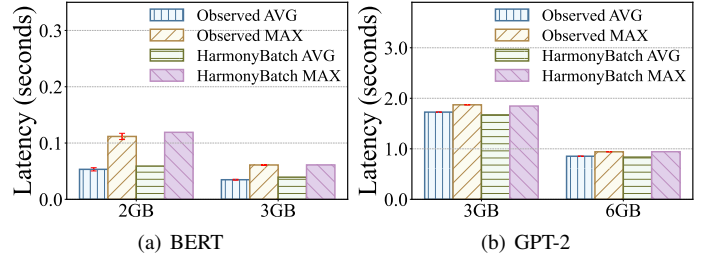 Latency (seconds)
0.3
0.2
0.1
0.0
Observed AVG
Observed MAX
HarmonyBatch AVG
HarmonyBatch MAX
2GB
3GB
(a) BERT
Latency (seconds)
3.0
2.0
1.0
0.0
Observed AVG
Observed MAX
HarmonyBatch AVG
HarmonyBatch MAX
3GB
6GB
(b) GPT-2